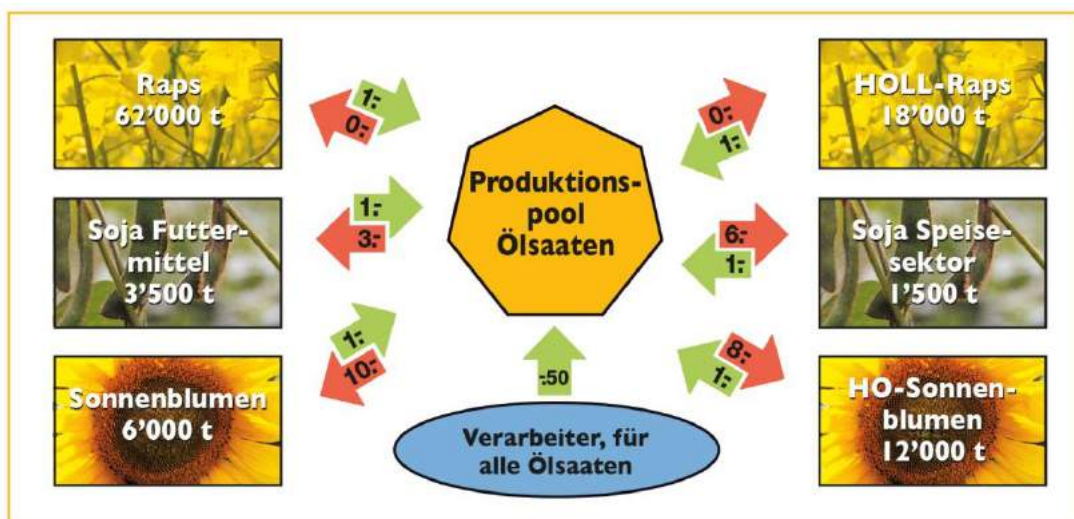 Raps
62’000 t
1.-
0.-
Soja Futter-
mittel
3’500 t
1.-
3.-
Sonnenblumen
6’000 t
1.-
10.-
Produktions-
pool
Ölsaaten
-.50
Verarbeiter, für
alle Ölsaaten
0.-
1.-
HOLL-Raps
18’000 t
6.-
1.-
Soja Speise-
sektor
1’500 t
8.-
1.-
HO-Sonnen-
blumen
12’000 t